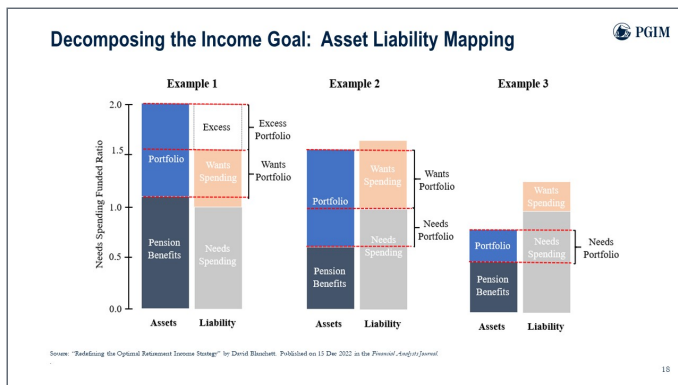 Decomposing the Income Goal: Asset Liability Mapping
PGIM
Example 1
Example 2
Example 3
Needs Spending Funded Ratio
2.0
1.5
1.0
0.5
0.0
Portfolio
Pension
Benefits
Excess
Wants
Spending
Needs
Spending
Excess
Portfolio
Wants
Portfolio
Assets
Liability
Portfolio
Pension
Benefits
Wants
Spending
Needs
Spending
Wants
Portfolio
Needs
Portfolio
Assets
Liability
Portfolio
Pension
Benefits
Wants
Spending
Needs
Spending
Needs
Portfolio
Assets
Liability
Source: "Redefining the Optimal Retirement Income Strategy" by David Blanchett. Published on 13 Dec 2022 in the Financial Analysts Journal.
18